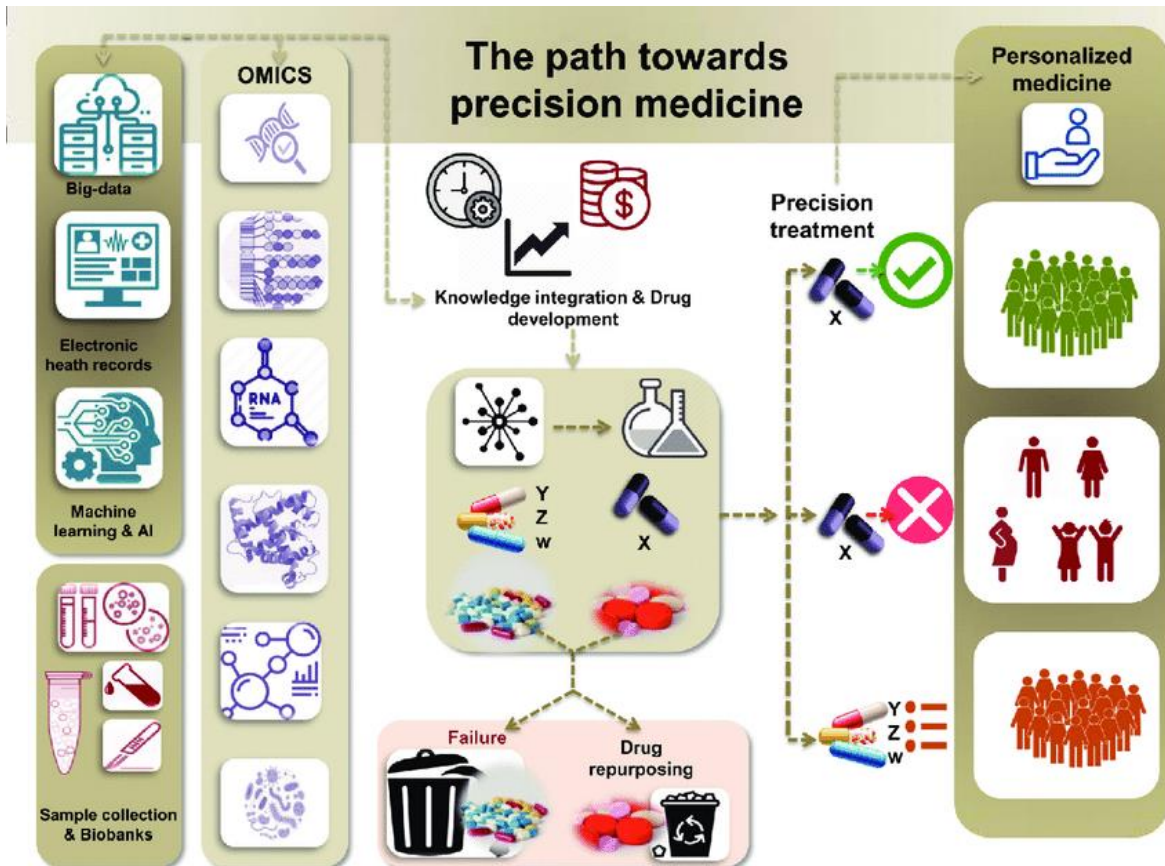 The path towards
precision medicine
Big-data
Electronic
heath records
Machine
learning & AI
Sample collection
& Biobanks
OMICS
RNA
$
Knowledge integration & Drug
development
Y
Z
w
X
Failure
Drug
repurposing
Precision
treatment
X
X
Y
Z
w
Personalized
medicine